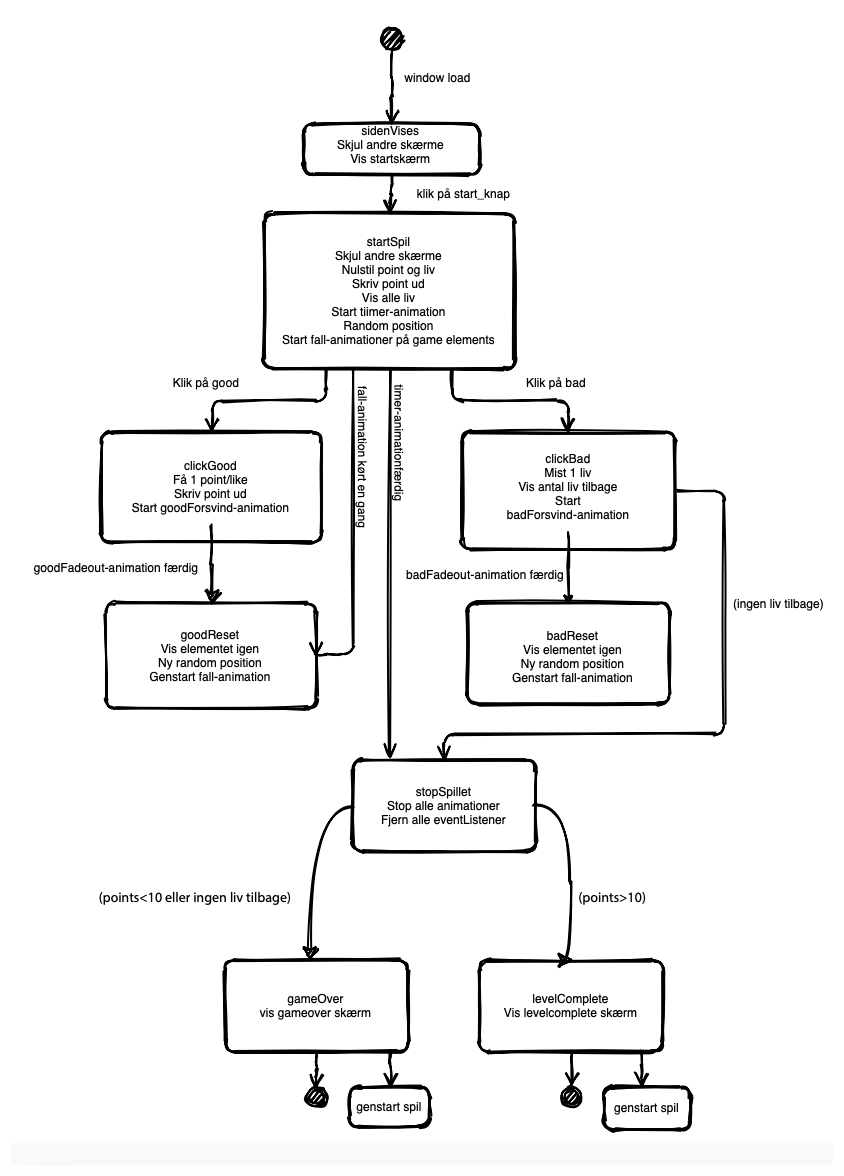 window load
sidenVises
Skjul andre skærme
Vis startskærm
klik på start_knap
startSpil
Skjul andre skærme
Nulstil point og liv
Skriv point ud
Vis alle liv
Start tiimer-animation
Random position
Start fall-animationer på game elements
Klik på good
fall-animation kørt en gang
timer-animationfærdig
Klik på bad
clickGood
Få 1 point/like
Skriv point ud
Start goodForsvind-animation
clickBad
Mist 1 liv
Vis antal liv tilbage
Start
badForsvind-animation
goodFadeout-animation færdig
badFadeout-animation færdig
(ingen liv tilbage)
goodReset
Vis elementet igen
Ny random position
Genstart fall-animation
badReset
Vis elementet igen
Ny random position
Genstart fall-animation
stopSpillet
Stop alle animationer
Fjern alle eventListener
(points<10 eller ingen liv tilbage)
(points>10)
gameOver
vis gameover skærm
levelComplete
Vis levelcomplete skærm
genstart spil
genstart spil